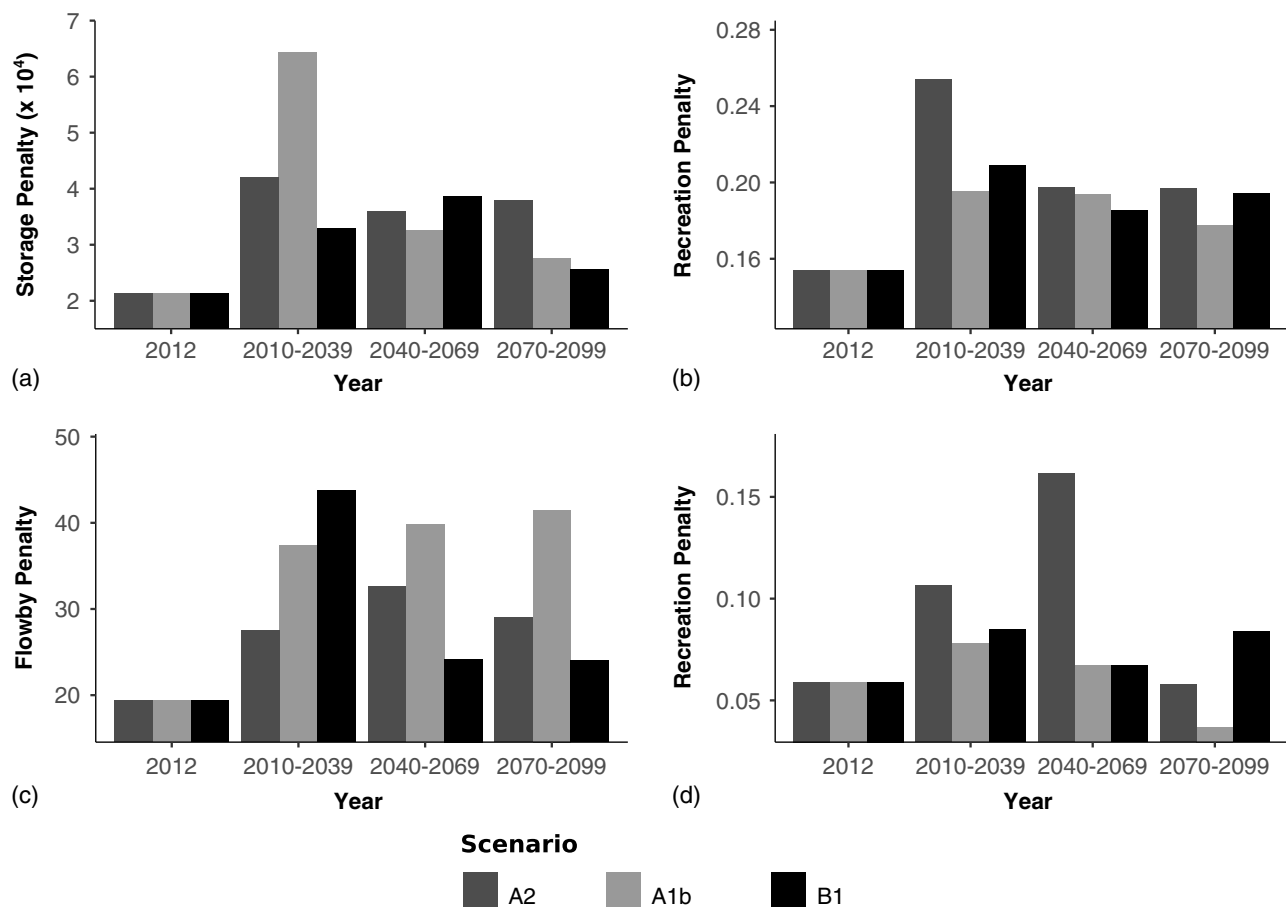 Storage Penalty (x 10⁴)
7
6
5
4
3
2
2012 2010-2039 2040-2069 2070-2099
(a)
Year
Recreation Penalty
0.28
0.24
0.20
0.16
2012 2010-2039 2040-2069 2070-2099
(b)
Year
Flowby Penalty
50
40
30
20
2012 2010-2039 2040-2069 2070-2099
(c)
Year
Recreation Penalty
0.15
0.10
0.05
2012 2010-2039 2040-2069 2070-2099
(d)
Year
Scenario
A2 A1b B1